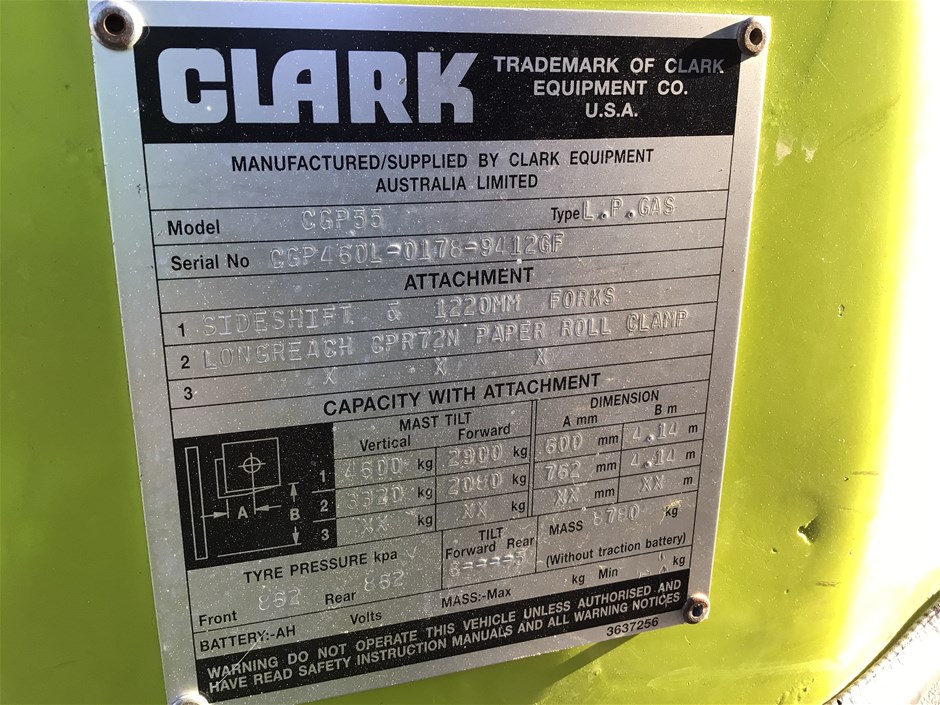 CLARK
TRADEMARK OF CLARK
EQUIPMENT CO.
U.S.A.
MANUFACTURED/SUPPLIED BY CLARK EQUIPMENT
AUSTRALIA LIMITED
Model CGP55 Type L.P.GAS
Serial No CGP460L-0178-9412GF
ATTACHMENT
1 SIDESHIFT & 1220MM FORKS
2 LONGREACH CPR72N PAPER ROLL CLAMP
3 X X X
CAPACITY WITH ATTACHMENT
MAST TILT DIMENSION
Vertical Forward A mm B m
1 4600 kg 2900 kg 600 mm 4.14 m
2 3320 kg 2080 kg 762 mm 4.14 m
3 XX kg XX kg XX mm XX m
A B
TYRE PRESSURE kpa TILT MASS 8780 kg
Forward Rear (Without traction battery)
Front 862 Rear 862 6----5
BATTERY:-AH Volts MASS:-Max kg Min kg
WARNING DO NOT OPERATE THIS VEHICLE UNLESS AUTHORISED AND
HAVE READ SAFETY INSTRUCTION MANUALS AND ALL WARNING NOTICES
3637256